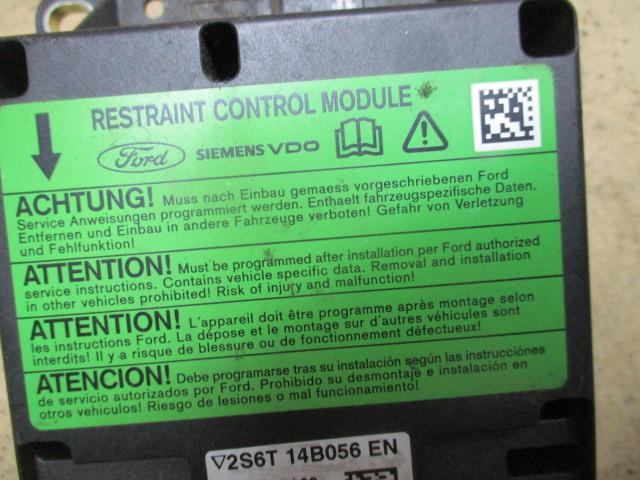 RESTRAINT CONTROL MODULE
Ford SIEMENS VDO
ACHTUNG! Muss nach Einbau gemaess vorgeschriebenen Ford
Service Anweisungen programmiert werden. Enthaelt fahrzeugspezifische Daten.
Entfernen und Einbau in andere Fahrzeuge verboten! Gefahr von Verletzung
und Fehlfunktion!
ATTENTION! Must be programmed after installation per Ford authorized
service instructions. Contains vehicle specific data. Removal and installation
in other vehicles prohibited! Risk of injury and malfunction!
ATTENTION! L'appareil doit être programme après montage selon
les instructions Ford. La dépose et le montage sur d'autres véhicules sont
interdits! Il y a risque de blessure ou de fonctionnement défectueux!
ATENCION! Debe programarse tras su instalación según las instrucciónes
de servicio autorizados por Ford. Prohibido su desmontaje e instalación en
otros vehiculos! Riesgo de lesiones o mal funcionamiento!
▽2S6T 14B056 EN